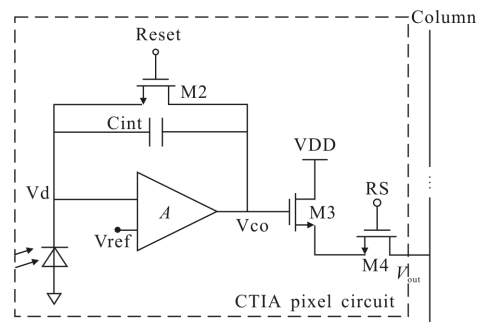 Column
Reset
M2
Cint
VDD
Vd
A
RS
M3
Vref
Vco
M4
Vout
CTIA pixel circuit